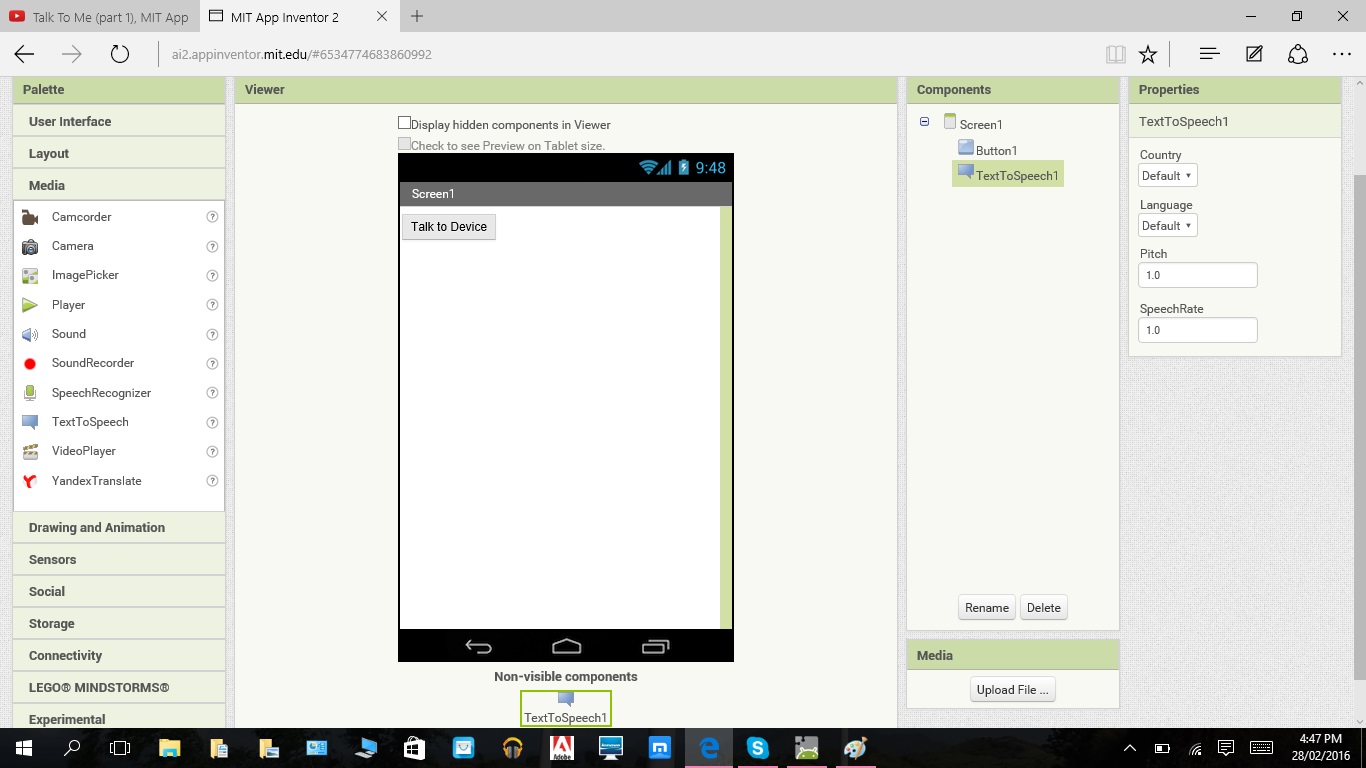 Talk To Me (part 1), MIT App
MIT App Inventor 2
ai2.appinventor.mit.edu/#6534774683860992
Palette
User Interface
Layout
Media
Camcorder
Camera
ImagePicker
Player
Sound
SoundRecorder
SpeechRecognizer
TextToSpeech
VideoPlayer
YandexTranslate
Drawing and Animation
Sensors
Social
Storage
Connectivity
LEGO® MINDSTORMS®
Experimental
Viewer
Display hidden components in Viewer
Check to see Preview on Tablet size.
9:48
Screen1
Talk to Device
Non-visible components
TextToSpeech1
Components
Screen1
Button1
TextToSpeech1
Rename Delete
Media
Upload File ...
Properties
TextToSpeech1
Country
Default
Language
Default
Pitch
1.0
SpeechRate
1.0
Adobe
4:47 PM
28/02/2016